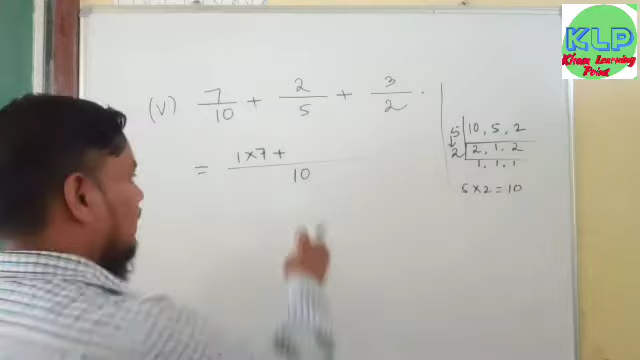 (v) 7/10 + 2/5 + 3/2 .
= 1×7 + / 10
5 | 10, 5, 2
2 | 2, 1, 2
1, 1, 1
5 × 2 = 10
KLP
Khoza Learning
Point